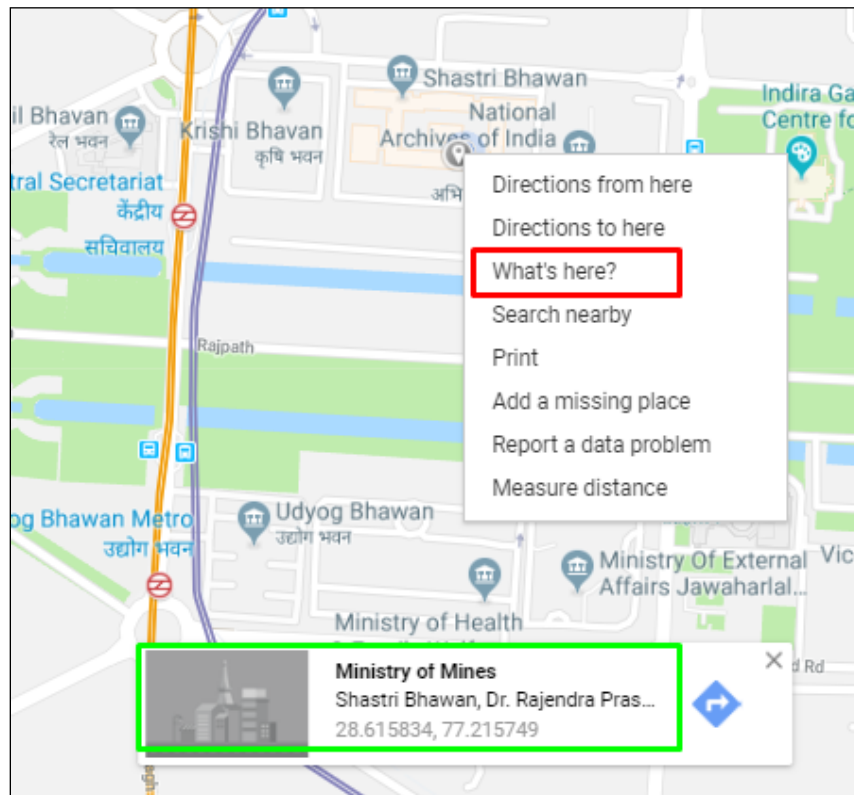 Shastri Bhawan
Indira Ga
Centre fo
il Bhavan
रेल भवन
Krishi Bhavan
कृषि भवन
National
Archives of India
अभि
tral Secretariat
केंद्रीय
सचिवालय
Directions from here
Directions to here
What's here?
Search nearby
Print
Add a missing place
Report a data problem
Measure distance
Rajpath
og Bhawan Metro
उद्योग भवन
Udyog Bhawan
उद्योग भवन
Ministry Of External
Affairs Jawaharlal...
Vic
Ministry of Health
d Rd
Ministry of Mines
Shastri Bhawan, Dr. Rajendra Pras...
28.615834, 77.215749